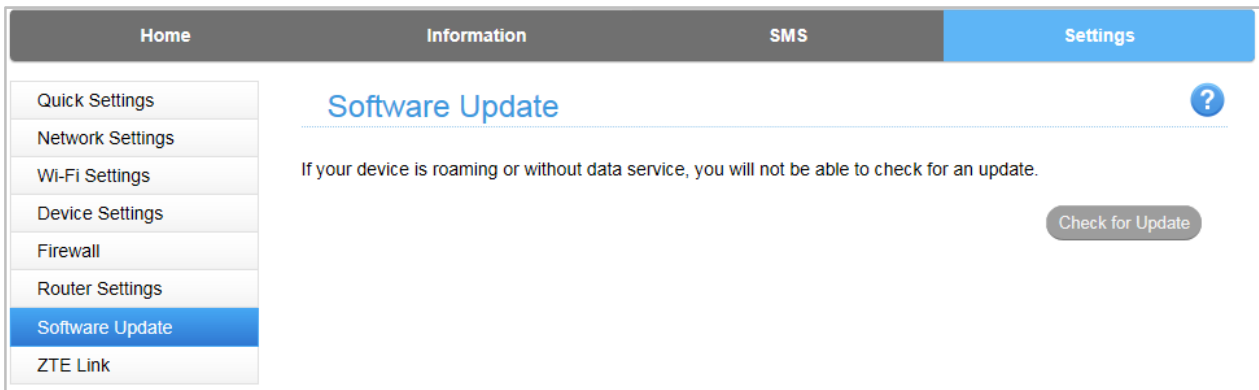 Home Information SMS Settings
Quick Settings
Network Settings
Wi-Fi Settings
Device Settings
Firewall
Router Settings
Software Update
ZTE Link
Software Update
?
If your device is roaming or without data service, you will not be able to check for an update.
Check for Update